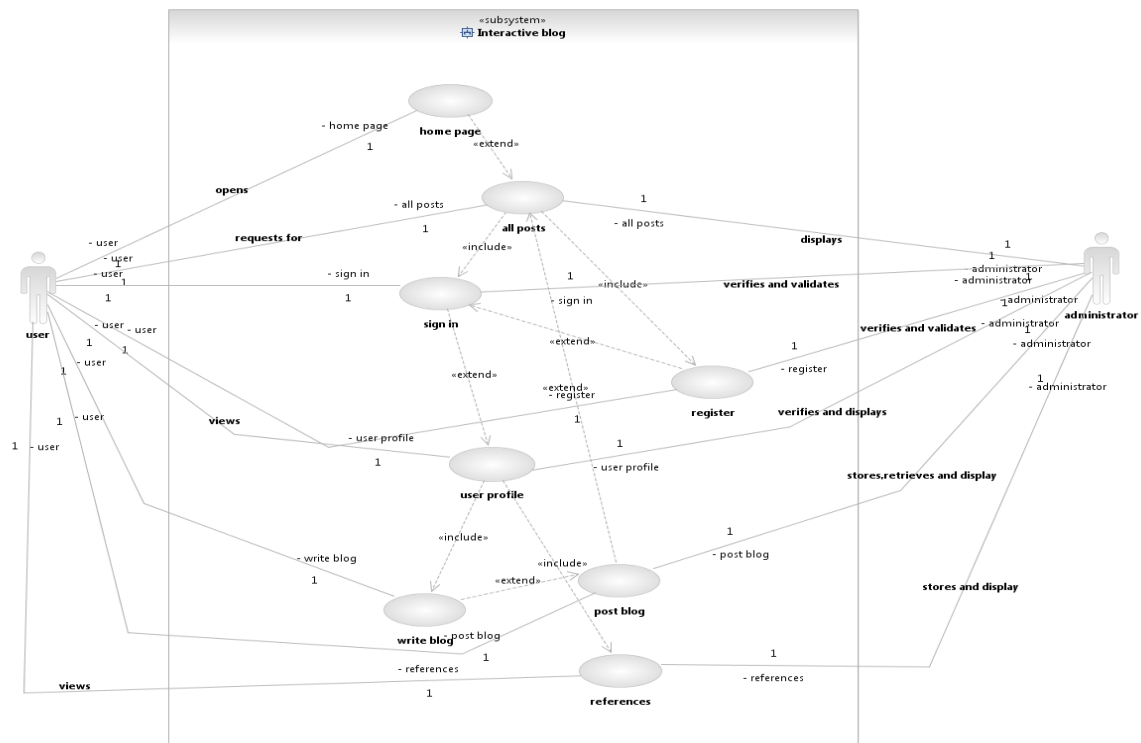 «subsystem»
Interactive blog
- home page
1
home page
«extend»
opens
- all posts
1
all posts
1
- all posts
displays
requests for
- user
- user
1
- user
1
1
- sign in
1
sign in
«include»
1
- sign in
«include»
verifies and validates
1
1
- administrator
- administrator
1
1
administrator
- administrator
1
- administrator
administrator
user
- user
- user
1
1
- user
1
- user
1
- user
1
«extend»
«extend»
«extend»
- register
1
1
- register
register
verifies and validates
verifies and displays
views
- user profile
1
user profile
1
- user profile
stores,retrieves and display
1
- administrator
«include»
«include»
«extend»
- write blog
1
write blog
1
- post blog
post blog
- post blog
1
stores and display
- references
1
references
1
- references
views